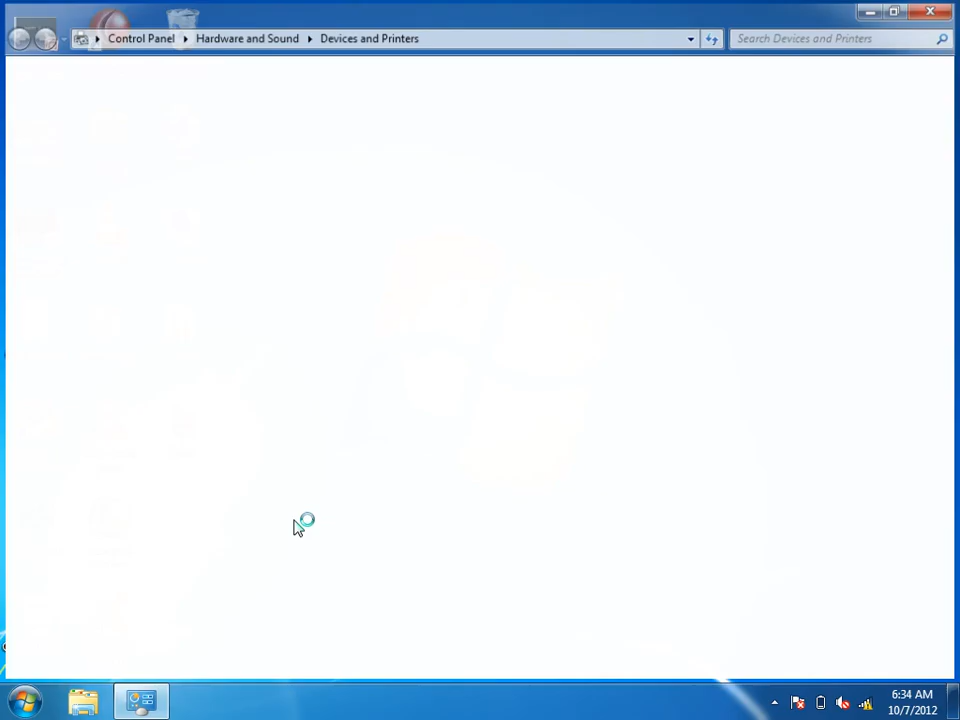 Control Panel Hardware and Sound Devices and Printers Search Devices and Printers
6:34 AM
10/7/2012